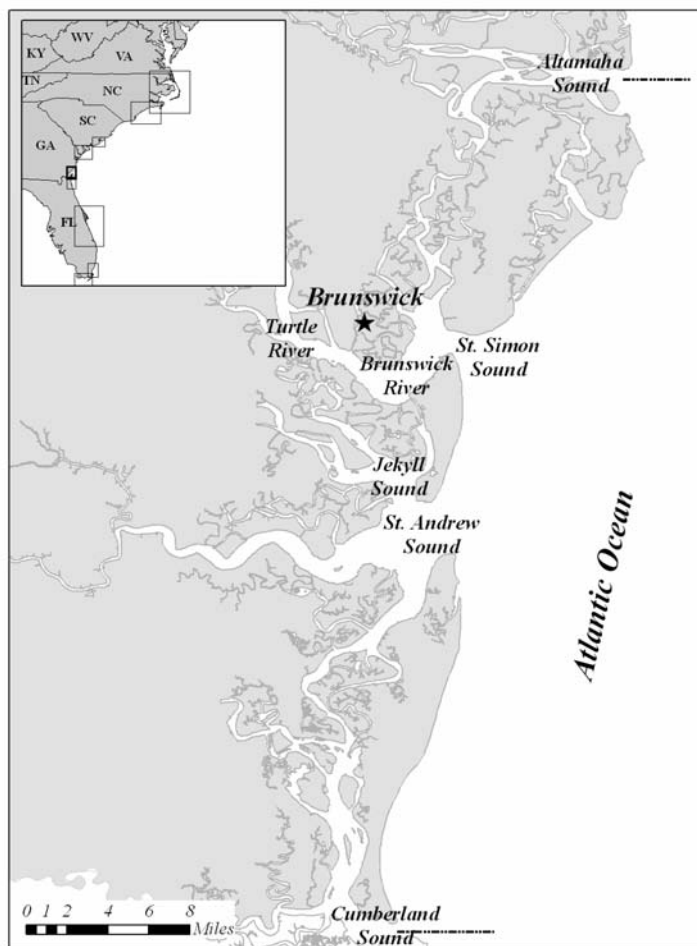 WV
KY
VA
TN
NC
SC
GA
FL
Altamaha
Sound
Brunswick
Turtle
River
Brunswick
River
St. Simon
Sound
Jekyll
Sound
St. Andrew
Sound
Atlantic Ocean
Cumberland
Sound
0 1 2 4 6 8
Miles